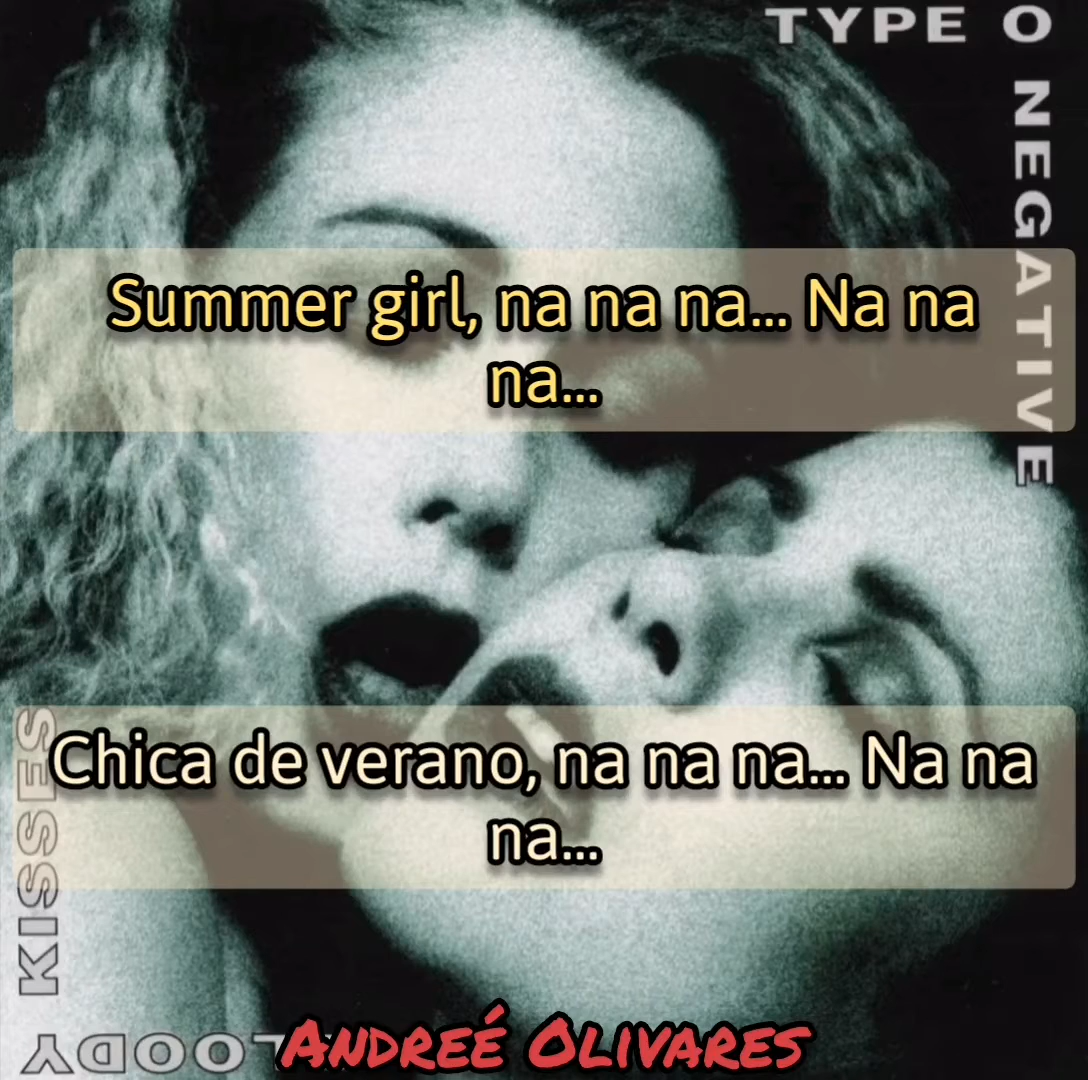 TYPE O
NEGATIVE
Summer girl, na na na... Na na
na...
Chica de verano, na na na... Na na
na...
KISSES
Andreé Olivares